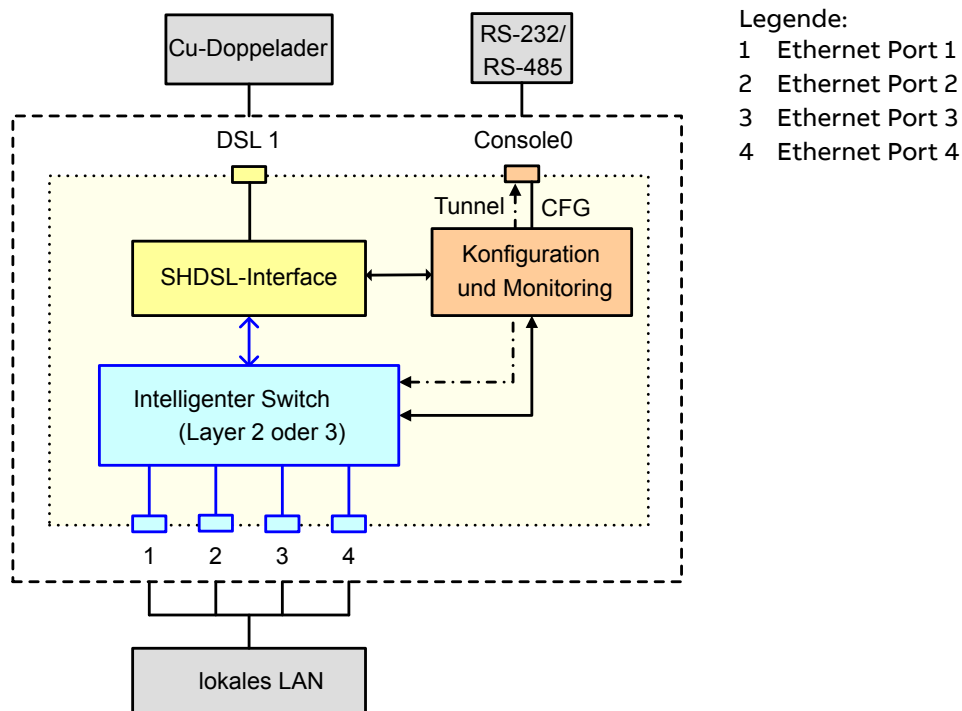 Cu-Doppelader
RS-232/
RS-485
Legende:
1 Ethernet Port 1
2 Ethernet Port 2
3 Ethernet Port 3
4 Ethernet Port 4
DSL 1
Console0
Tunnel
CFG
SHDSL-Interface
Konfiguration
und Monitoring
Intelligenter Switch
(Layer 2 oder 3)
1
2
3
4
lokales LAN